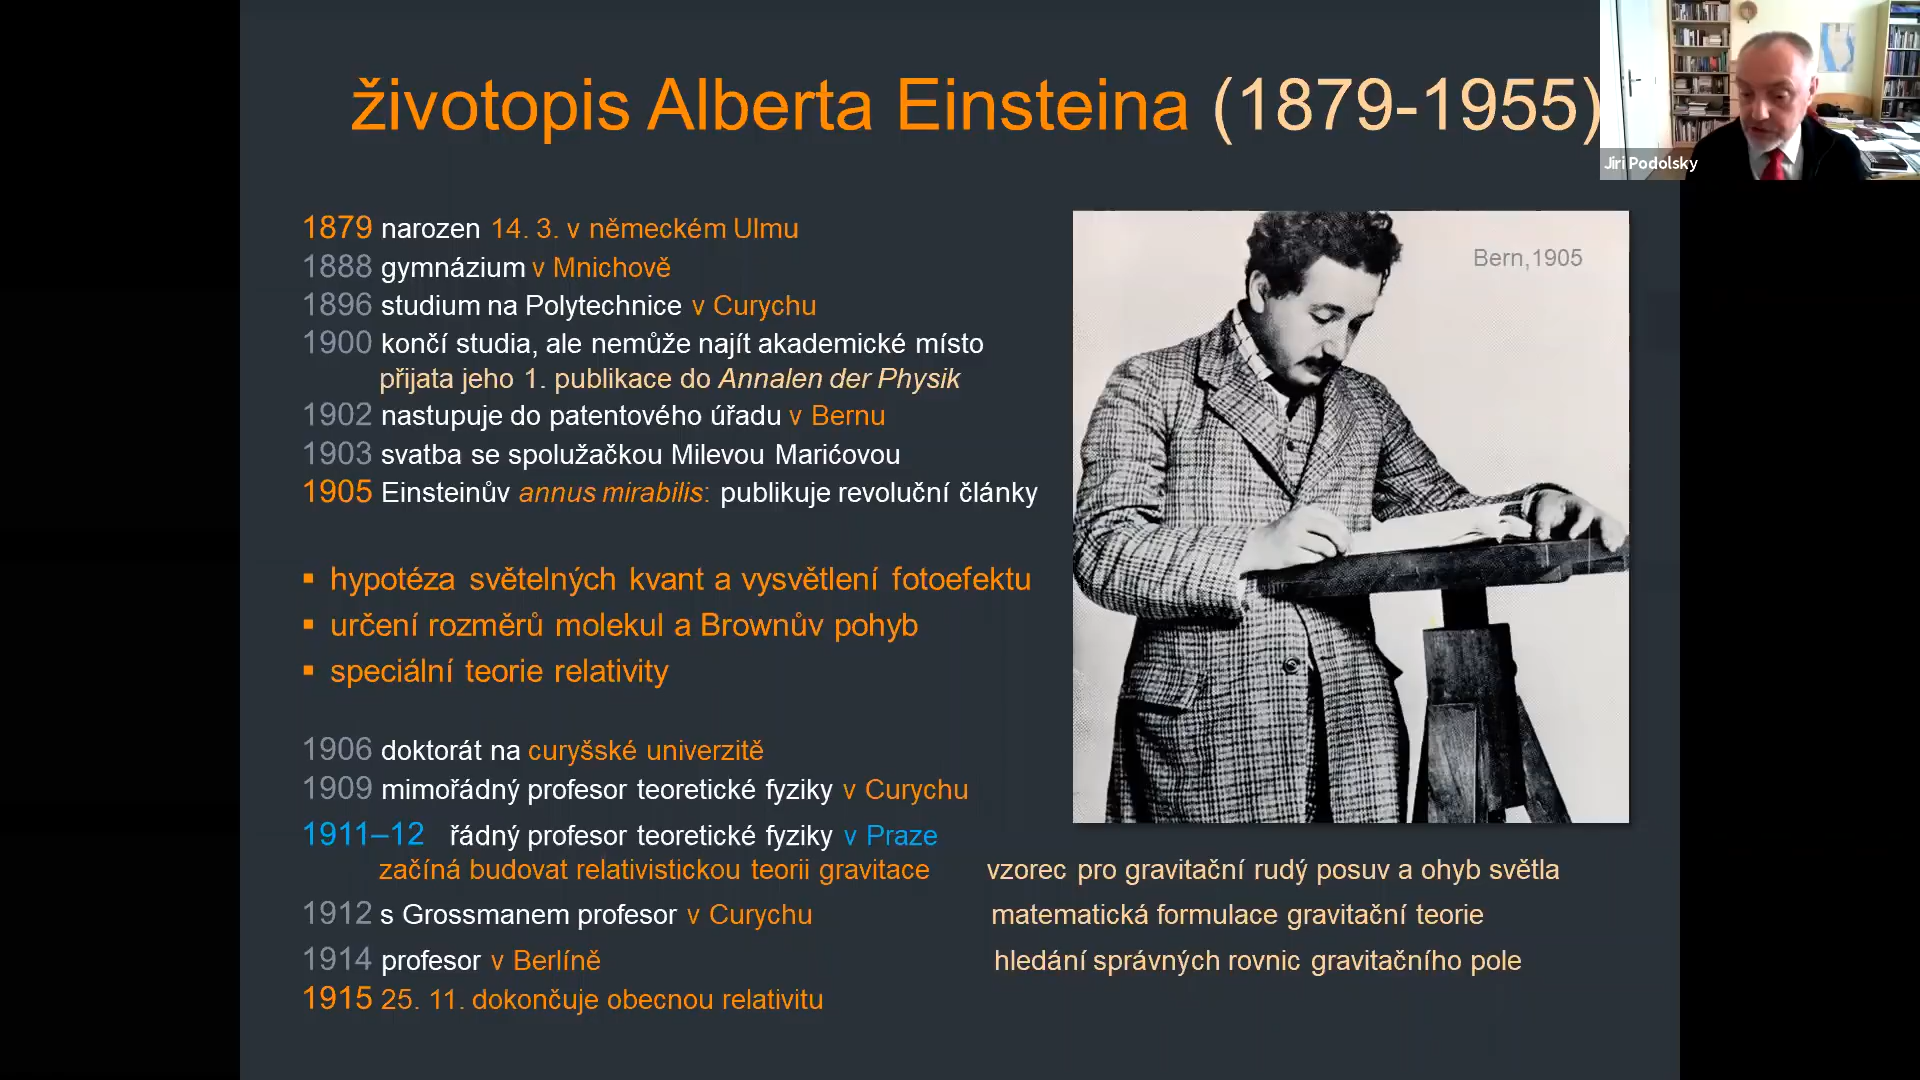 životopis Alberta Einsteina (1879-1955)
Jiri Podolsky
1879 narozen 14. 3. v německém Ulmu
1888 gymnázium v Mnichově
1896 studium na Polytechnice v Curychu
1900 končí studia, ale nemůže najít akademické místo
přijata jeho 1. publikace do Annalen der Physik
1902 nastupuje do patentového úřadu v Bernu
1903 svatba se spolužačkou Milevou Marićovou
1905 Einsteinův annus mirabilis: publikuje revoluční články
Bern,1905
▪ hypotéza světelných kvant a vysvětlení fotoefektu
▪ určení rozměrů molekul a Brownův pohyb
▪ speciální teorie relativity
1906 doktorát na curyšské univerzitě
1909 mimořádný profesor teoretické fyziky v Curychu
1911–12 řádný profesor teoretické fyziky v Praze
začíná budovat relativistickou teorii gravitace vzorec pro gravitační rudý posuv a ohyb světla
1912 s Grossmanem profesor v Curychu matematická formulace gravitační teorie
1914 profesor v Berlíně hledání správných rovnic gravitačního pole
1915 25. 11. dokončuje obecnou relativitu